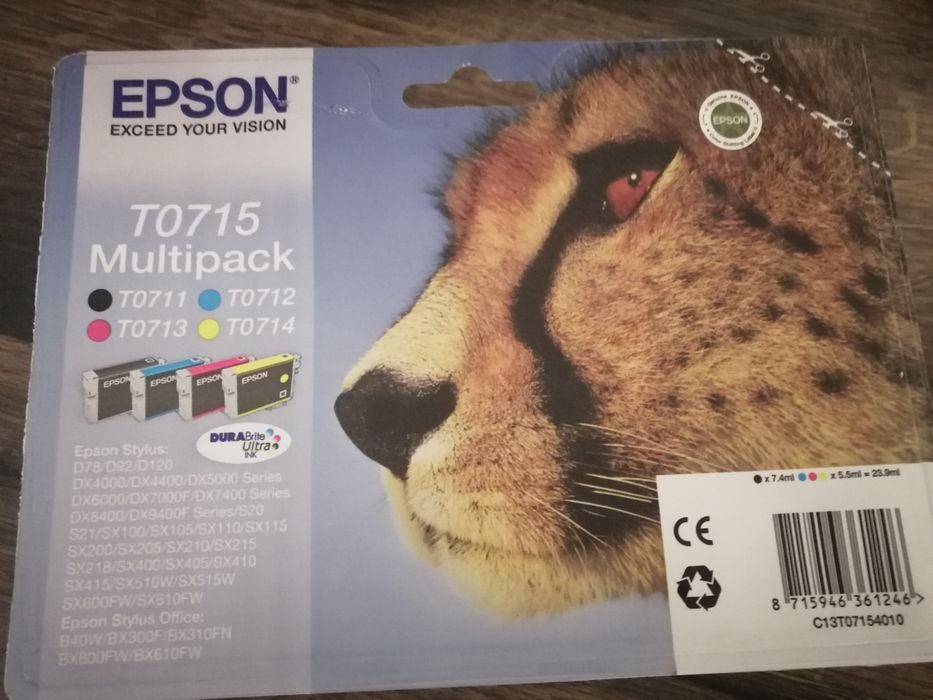 EPSON®
EXCEED YOUR VISION
T0715
Multipack
T0711 T0712
T0713 T0714
EPSON EPSON EPSON EPSON
DURABrite
Ultra
INK
Epson Stylus:
D78/D92/D120
DX4000/DX4400/DX5000 Series
DX6000/DX7000F/DX7400 Series
DX8400/DX9400F Series/S20
S21/SX100/SX105/SX110/SX115
SX200/SX205/SX210/SX215
SX218/SX400/SX405/SX410
SX415/SX510W/SX515W
SX600FW/SX610FW
Epson Stylus Office:
B40W/BX300F/BX310FN
BX600FW/BX610FW
Genuine EPSON
EPSON
x 7.4ml x 5.5ml = 23.9ml
CE
8 715946 361246 >
C13T07154010